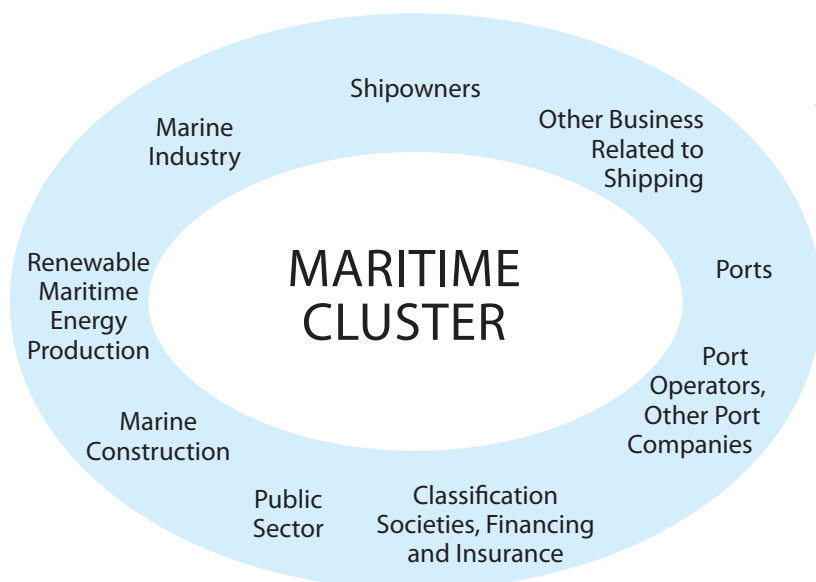 Shipowners
Other Business
Related to
Shipping
Marine
Industry
Ports
Renewable
Maritime
Energy
Production
MARITIME
CLUSTER
Port
Operators,
Other Port
Companies
Marine
Construction
Public
Sector
Classification
Societies, Financing
and Insurance